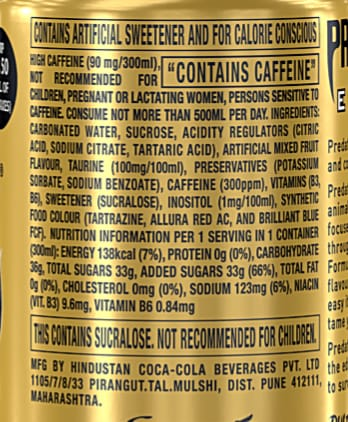 CONTAINS ARTIFICIAL SWEETENER AND FOR CALORIE CONSCIOUS
HIGH CAFFEINE (90 mg/300ml),
NOT RECOMMENDED FOR "CONTAINS CAFFEINE"
CHILDREN, PREGNANT OR LACTATING WOMEN, PERSONS SENSITIVE TO
CAFFEINE. CONSUME NOT MORE THAN 500ML PER DAY. INGREDIENTS:
CARBONATED WATER, SUCROSE, ACIDITY REGULATORS (CITRIC
ACID, SODIUM CITRATE, TARTARIC ACID), ARTIFICIAL MIXED FRUIT
FLAVOUR, TAURINE (100mg/100ml), PRESERVATIVES (POTASSIUM
SORBATE, SODIUM BENZOATE), CAFFEINE (300ppm), VITAMINS (B3,
B6), SWEETENER (SUCRALOSE), INOSITOL (1mg/100ml), SYNTHETIC
FOOD COLOUR (TARTRAZINE, ALLURA RED AC, AND BRILLIANT BLUE
FCF). NUTRITION INFORMATION PER 1 SERVING IN 1 CONTAINER
(300ml): ENERGY 138kcal (7%), PROTEIN 0g (0%), CARBOHYDRATE
36g, TOTAL SUGARS 33g, ADDED SUGARS 33g (66%), TOTAL FAT
0g (0%), CHOLESTEROL 0mg (0%), SODIUM 123mg (6%), NIACIN
(VIT. B3) 9.6mg, VITAMIN B6 0.84mg
THIS CONTAINS SUCRALOSE. NOT RECOMMENDED FOR CHILDREN.
MFG BY HINDUSTAN COCA-COLA BEVERAGES PVT. LTD
1105/7/8/33 PIRANGUT.TAL.MULSHI, DIST. PUNE 412111,
MAHARASHTRA.